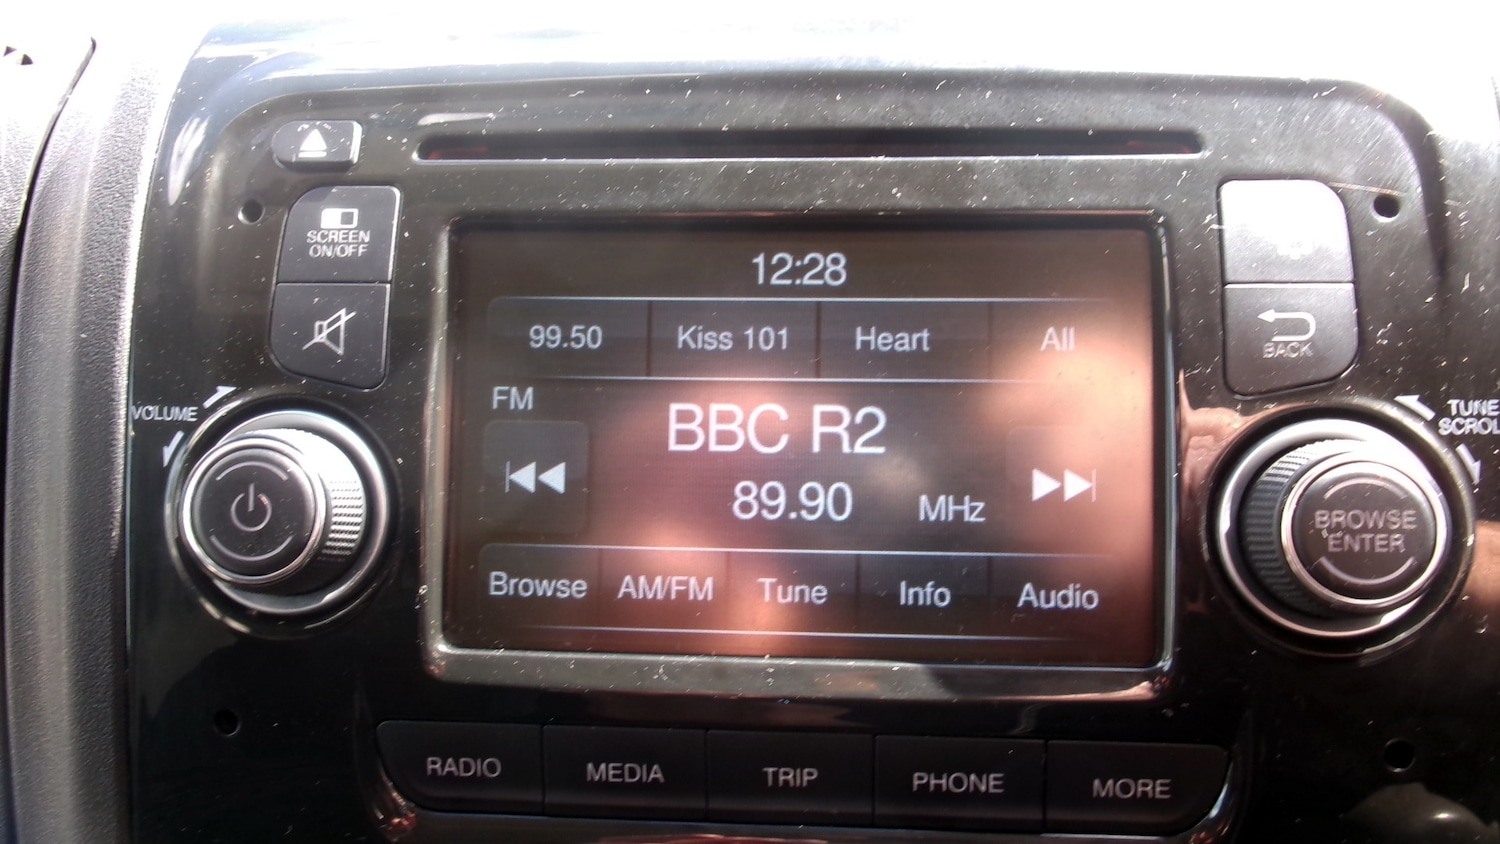 SCREEN
ON/OFF
12:28
99.50 Kiss 101 Heart All
BACK
VOLUME
FM
BBC R2
89.90 MHz
TUNE
BROWSE
ENTER
Browse AM/FM Tune Info Audio
RADIO MEDIA TRIP PHONE MORE